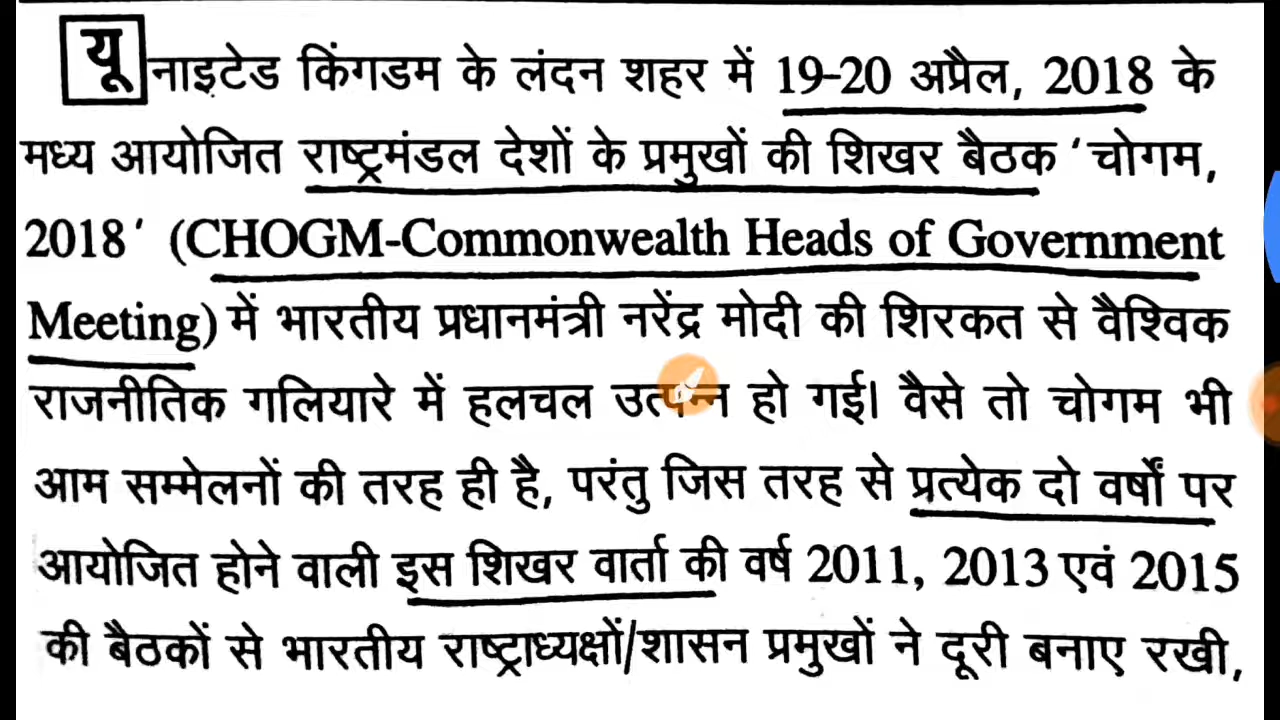 यूनाइटेड किंगडम के लंदन शहर में 19-20 अप्रैल, 2018 के
मध्य आयोजित राष्ट्रमंडल देशों के प्रमुखों की शिखर बैठक ‘चोगम,
2018’ (CHOGM-Commonwealth Heads of Government
Meeting) में भारतीय प्रधानमंत्री नरेंद्र मोदी की शिरकत से वैश्विक
राजनीतिक गलियारे में हलचल उत्पन्न हो गई। वैसे तो चोगम भी
आम सम्मेलनों की तरह ही है, परंतु जिस तरह से प्रत्येक दो वर्षों पर
आयोजित होने वाली इस शिखर वार्ता की वर्ष 2011, 2013 एवं 2015
की बैठकों से भारतीय राष्ट्राध्यक्षों/शासन प्रमुखों ने दूरी बनाए रखी,